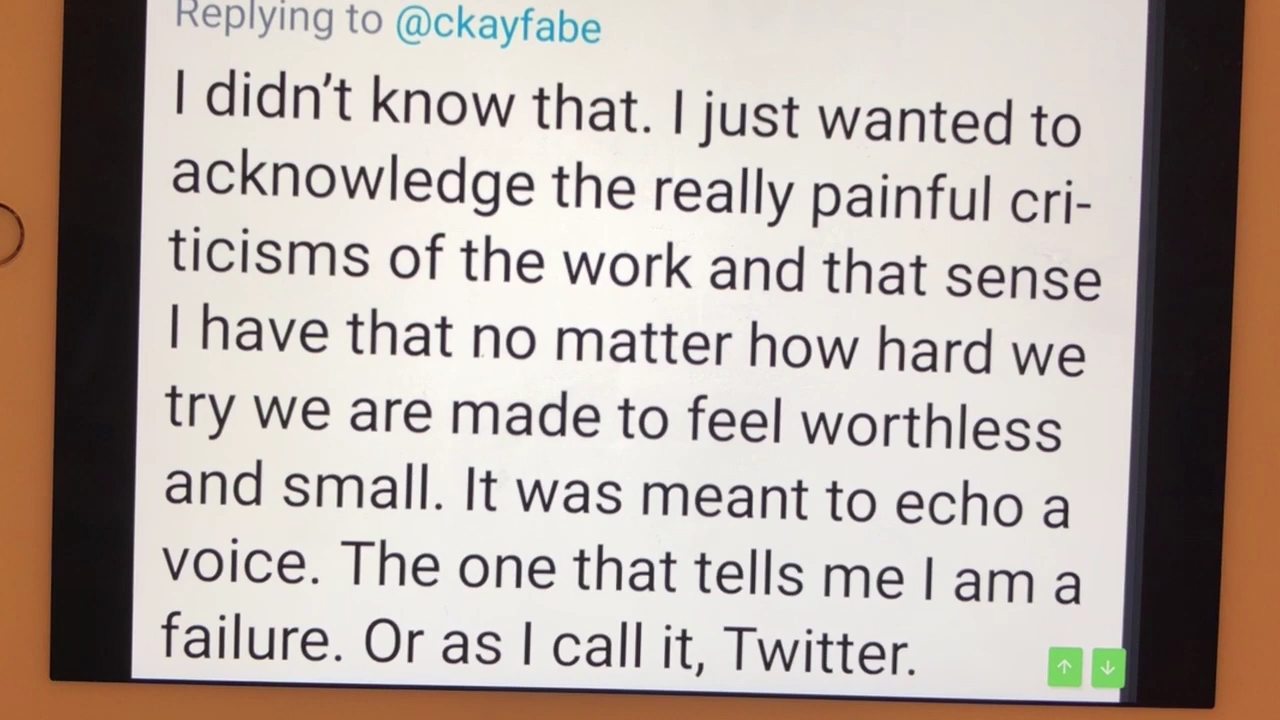 Replying to @ckayfabe
I didn't know that. I just wanted to
acknowledge the really painful cri-
ticisms of the work and that sense
I have that no matter how hard we
try we are made to feel worthless
and small. It was meant to echo a
voice. The one that tells me I am a
failure. Or as I call it, Twitter.